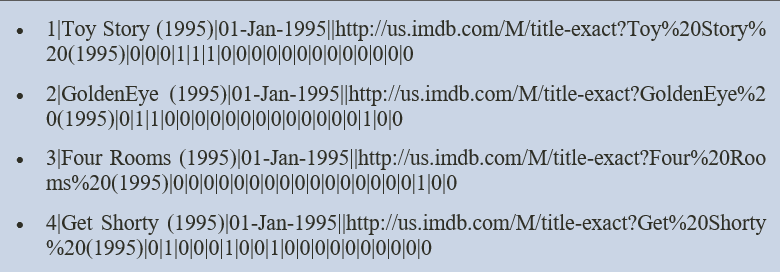 • 1|Toy Story (1995)|01-Jan-1995||http://us.imdb.com/M/title-exact?Toy%20Story%
20(1995)|0|0|0|1|1|1|0|0|0|0|0|0|0|0|0|0|0|0|0
• 2|GoldenEye (1995)|01-Jan-1995||http://us.imdb.com/M/title-exact?GoldenEye%2
0(1995)|0|1|1|0|0|0|0|0|0|0|0|0|0|0|0|0|1|0|0
• 3|Four Rooms (1995)|01-Jan-1995||http://us.imdb.com/M/title-exact?Four%20Roo
ms%20(1995)|0|0|0|0|0|0|0|0|0|0|0|0|0|0|0|0|1|0|0
• 4|Get Shorty (1995)|01-Jan-1995||http://us.imdb.com/M/title-exact?Get%20Shorty
%20(1995)|0|1|0|0|0|1|0|0|1|0|0|0|0|0|0|0|0|0|0